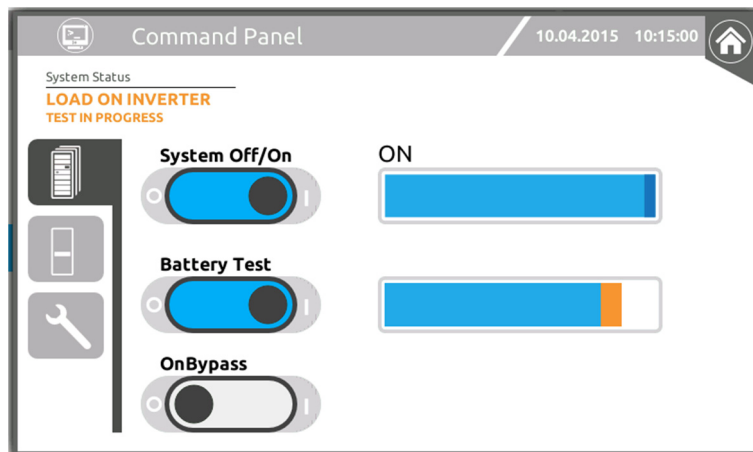 Command Panel
10.04.2015 10:15:00
System Status
LOAD ON INVERTER
TEST IN PROGRESS
System Off/On
ON
Battery Test
OnBypass